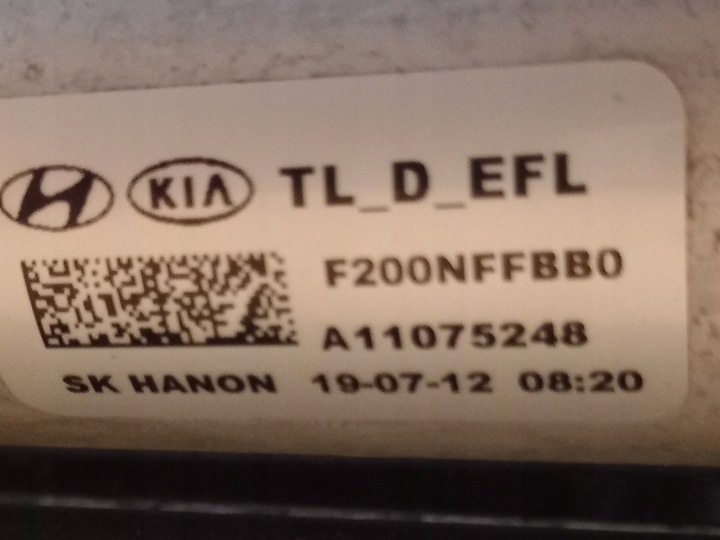 H KIA TL_D_EFL
F200NFFBB0
A11075248
SK HANON 19-07-12 08:20